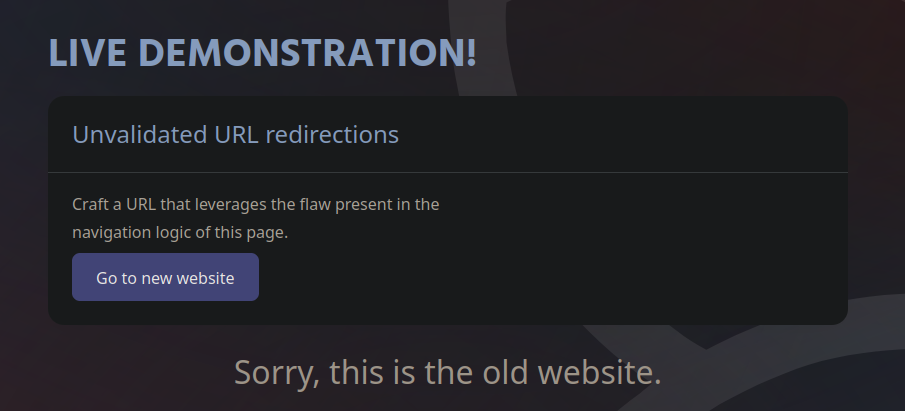 LIVE DEMONSTRATION!
Unvalidated URL redirections
Craft a URL that leverages the flaw present in the
navigation logic of this page.
Go to new website
Sorry, this is the old website.